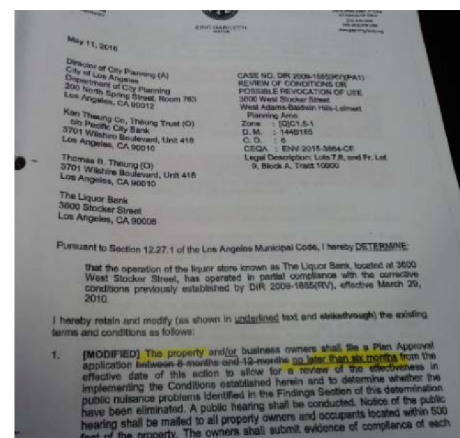 ERIC GARCETTI
MAYOR
May 11, 2016
Director of City Planning (A)
City of Los Angeles
Department of City Planning
200 North Spring Street, Room 763
Los Angeles, CA 90012
Ken Theung Co, Theung Trust (O)
c/o Pacific City Bank
3701 Wilshire Boulevard, Unit 418
Los Angeles, CA 90010
Thomas B. Theung (O)
3701 Wilshire Boulevard, Unit 418
Los Angeles, CA 90010
The Liquor Bank
3600 Stocker Street
Los Angeles, CA 90008
CASE NO. DIR 2009-1655(RV)(PA1)
REVIEW OF CONDITIONS OR
POSSIBLE REVOCATION OF USE
3600 West Stocker Street
West Adams-Baldwin Hills-Leimert
Planning Area
Zone : [Q]C1.5-1
D. M. : 114B185
C. D. : 8
CEQA : ENV 2015-3864-CE
Legal Description: Lots 7,8, and Fr. Lot
9, Block A, Tract 10000
Pursuant to Section 12.27.1 of the Los Angeles Municipal Code, I hereby DETERMINE:
that the operation of the liquor store known as The Liquor Bank, located at 3600
West Stocker Street, has operated in partial compliance with the corrective
conditions previously established by DIR 2009-1655(RV), effective March 29,
2010.
I hereby retain and modify (as shown in underlined text and strikethrough) the existing
terms and conditions as follows:
1. [MODIFIED] The property and/or business owners shall file a Plan Approval
application between 6 months and 12 months no later than six months from the
effective date of this action to allow for a review of the effectiveness in
implementing the Conditions established herein and to determine whether the
public nuisance problems identified in the Findings Section of this determination
have been eliminated. A public hearing shall be conducted. Notice of the public
hearing shall be mailed to all property owners and occupants located within 500
feet of the property. The owners shall submit evidence of compliance of each